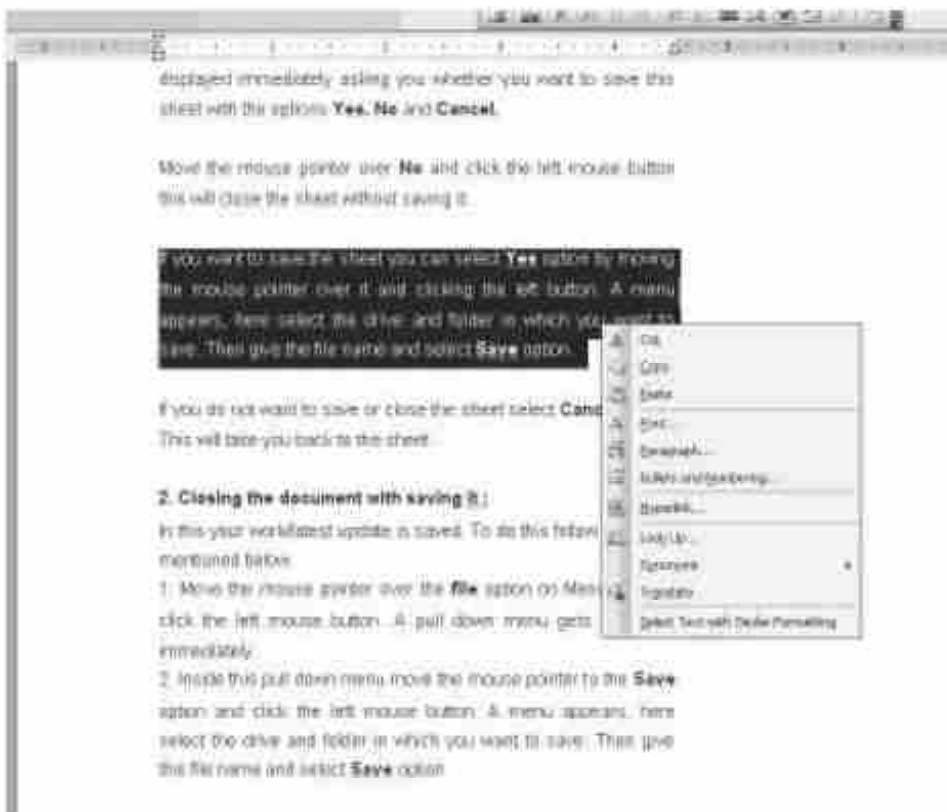 displayed immediately asking you whether you want to save this
sheet with the options Yes, No and Cancel.
Move the mouse pointer over No and click the left mouse button
this will close the sheet without saving it.
If you want to save the sheet you can select Yes option by moving
the mouse pointer over it and clicking the left button. A menu
appears, here select the drive and folder in which you want to
save. Then give the file name and select Save option.
Cut
Copy
Paste
Font...
Paragraph...
Bullets and Numbering...
Hyperlink...
Look Up...
Synonyms
Translate
Select Text with Similar Formatting
If you do not want to save or close the sheet select Canc
This will take you back to the sheet.
2. Closing the document with saving it :
In this your work/latest update is saved. To do this follow
mentioned below.
1. Move the mouse pointer over the file option on Menu
click the left mouse button. A pull down menu gets
immediately.
2. Inside this pull down menu move the mouse pointer to the Save
option and click the left mouse button. A menu appears, here
select the drive and folder in which you want to save. Then give
this file name and select Save option.